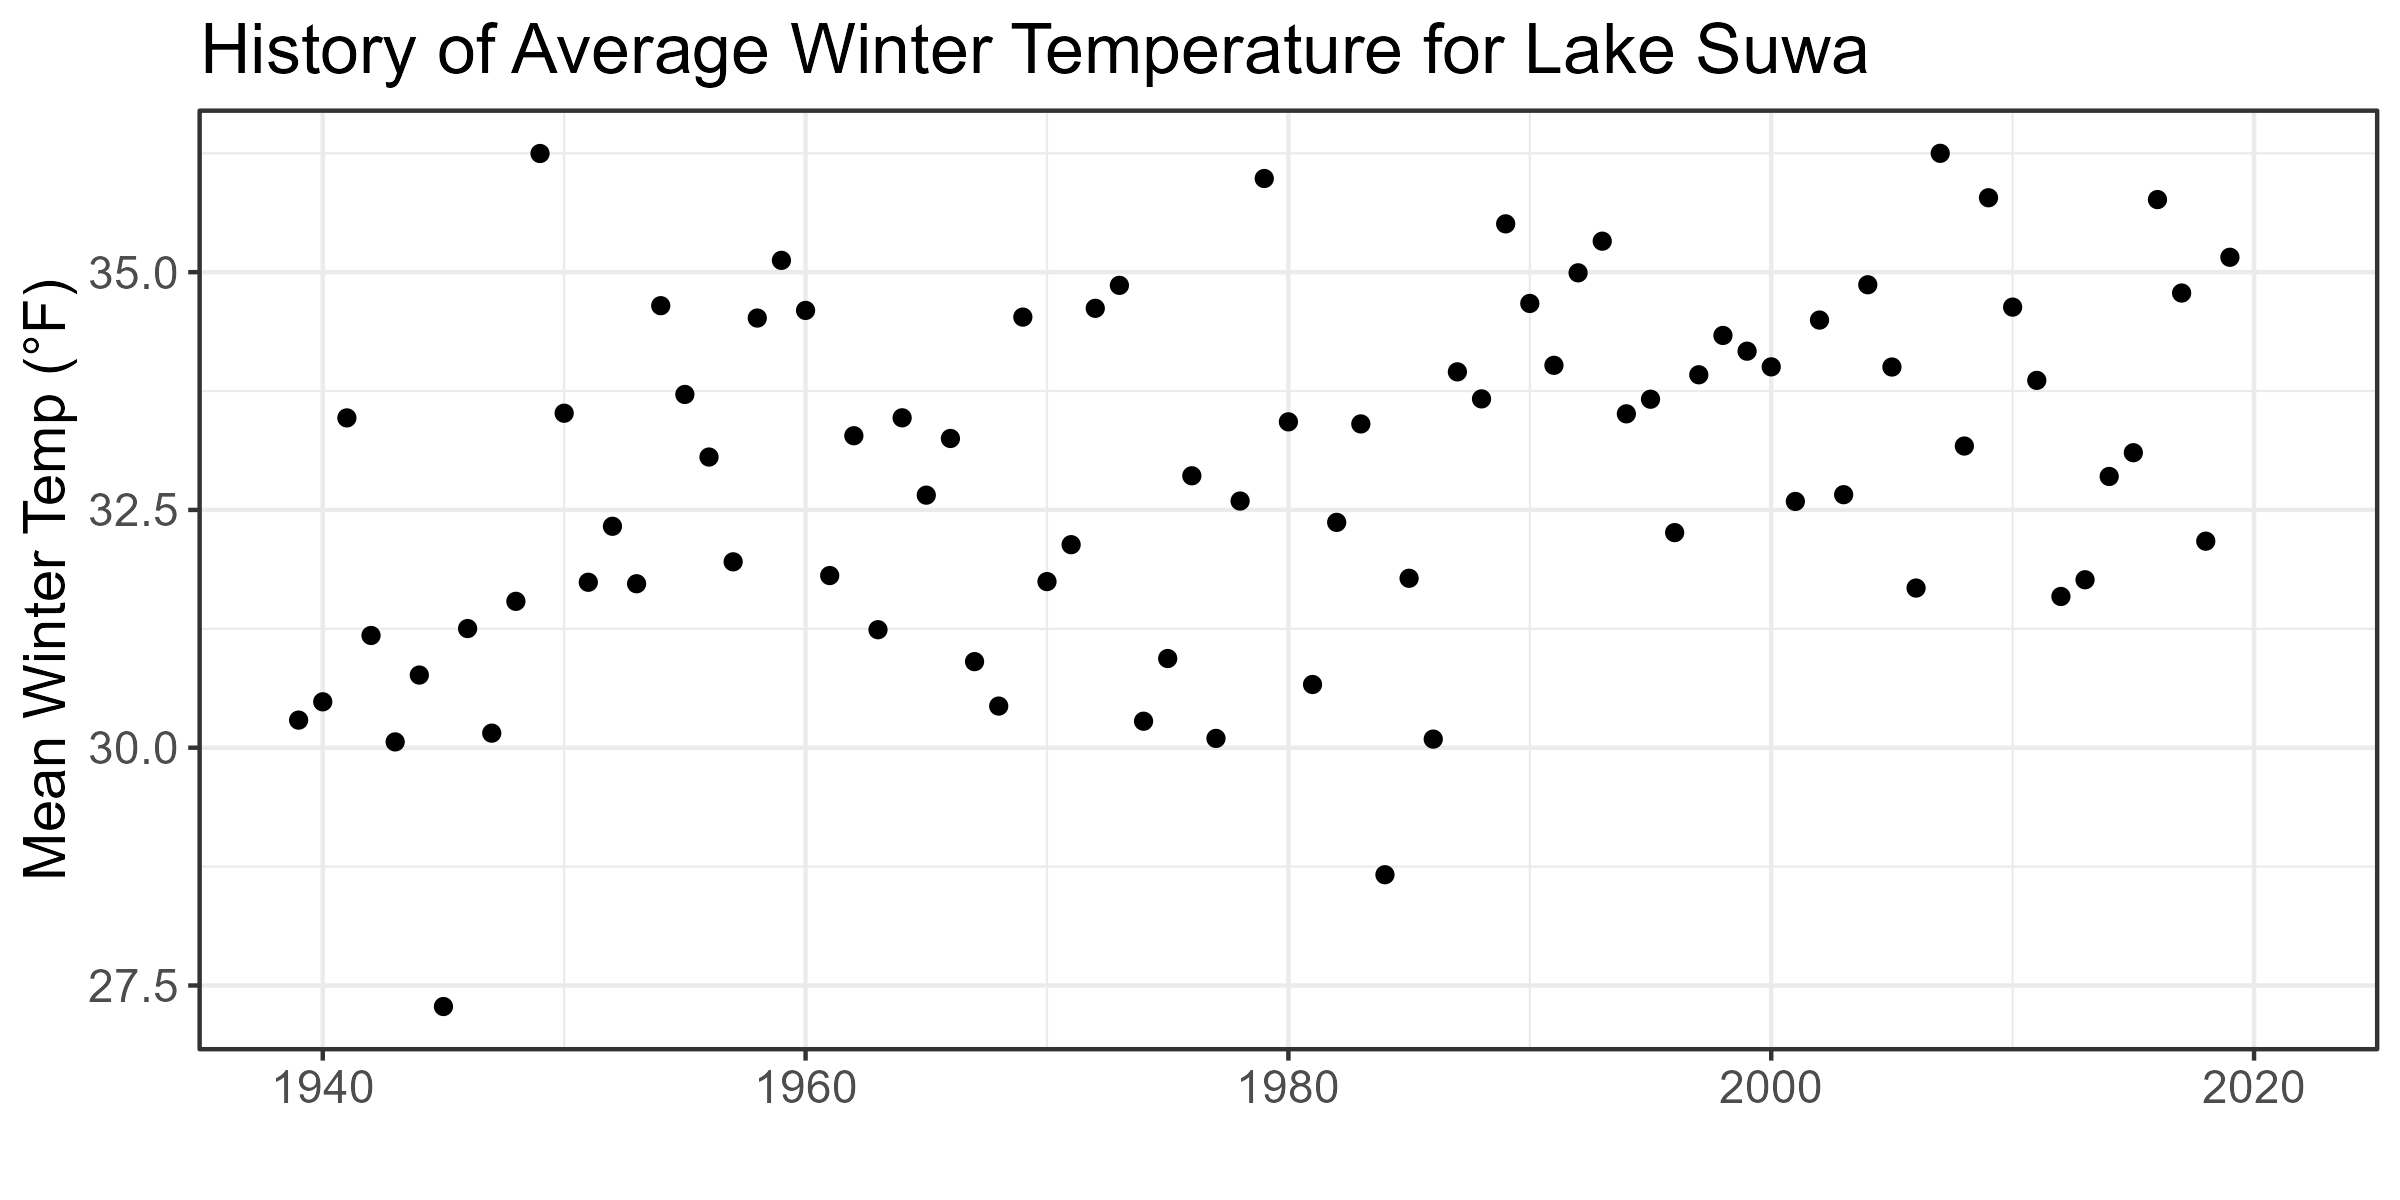 History of Average Winter Temperature for Lake Suwa
Mean Winter Temp (°F)
35.0
32.5
30.0
27.5
1940 1960 1980 2000 2020